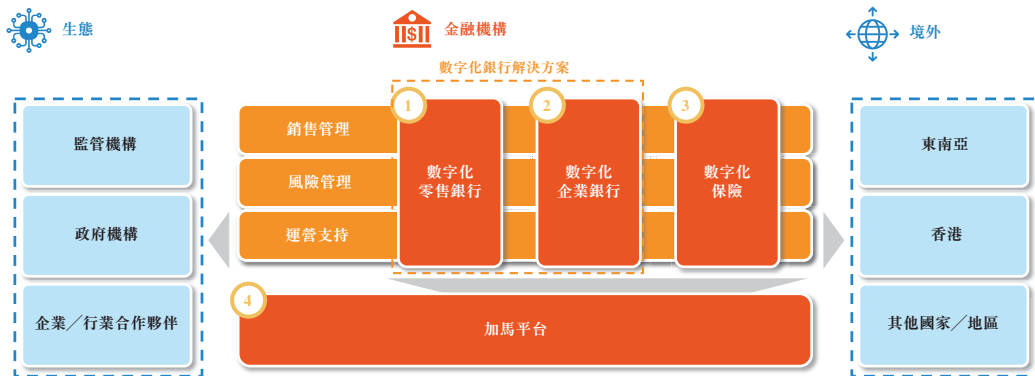 生態
金融機構
境外
數字化銀行解決方案
監管機構
政府機構
企業／行業合作夥伴
銷售管理
風險管理
運營支持
1
數字化
零售銀行
2
數字化
企業銀行
3
數字化
保險
4
加馬平台
東南亞
香港
其他國家／地區